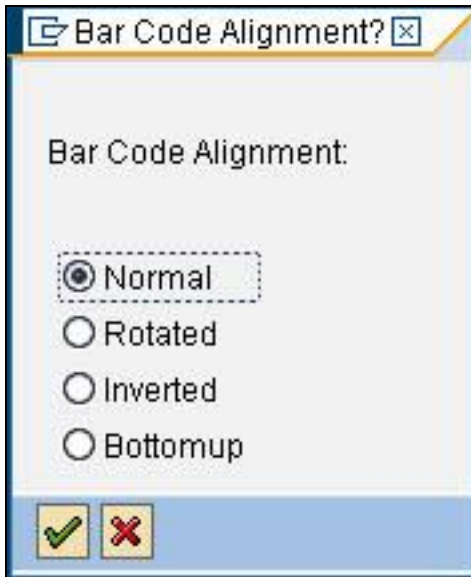 Bar Code Alignment?
Bar Code Alignment:
Normal
Rotated
Inverted
Bottomup